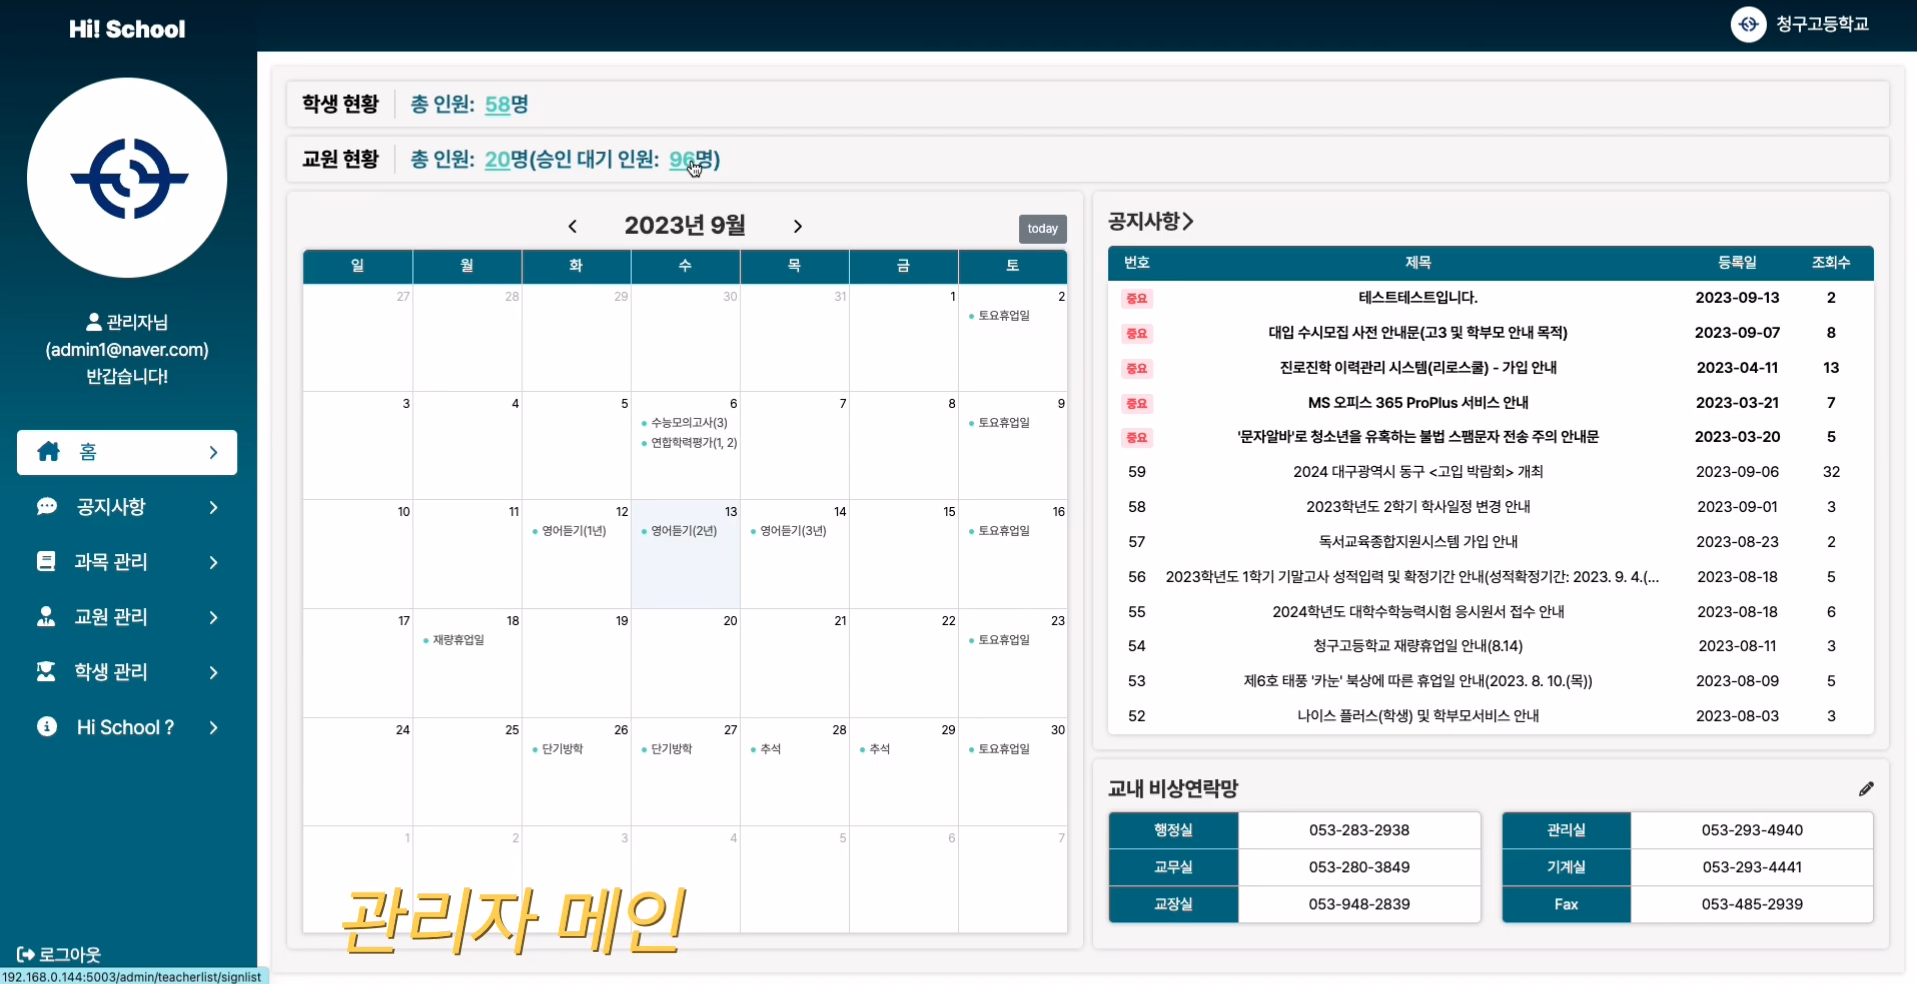 Hi! School
청구고등학교
관리자님
(admin1@naver.com)
반갑습니다!
홈
공지사항
과목 관리
교원 관리
학생 관리
Hi School ?
로그아웃
192.168.0.144:5003/admin/teacherlist/signlist
학생 현황 총 인원: 58명
교원 현황 총 인원: 20명(승인 대기 인원: 96명)
2023년 9월
today
일 월 화 수 목 금 토
27 28 29 30 31 1 2
토요휴업일
3 4 5 6 7 8 9
수능모의고사(3) 토요휴업일
연합학력평가(1, 2)
10 11 12 13 14 15 16
영어듣기(1년) 영어듣기(2년) 영어듣기(3년) 토요휴업일
17 18 19 20 21 22 23
재량휴업일 토요휴업일
24 25 26 27 28 29 30
단기방학 단기방학 추석 추석 토요휴업일
1 2 3 4 5 6 7
관리자 메인
공지사항
번호 제목 등록일 조회수
중요 테스트테스트입니다. 2023-09-13 2
중요 대입 수시모집 사전 안내문(고3 및 학부모 안내 목적) 2023-09-07 8
중요 진로진학 이력관리 시스템(리로스쿨) - 가입 안내 2023-04-11 13
중요 MS 오피스 365 ProPlus 서비스 안내 2023-03-21 7
중요 '문자알바'로 청소년을 유혹하는 불법 스팸문자 전송 주의 안내문 2023-03-20 5
59 2024 대구광역시 동구 <고입 박람회> 개최 2023-09-06 32
58 2023학년도 2학기 학사일정 변경 안내 2023-09-01 3
57 독서교육종합지원시스템 가입 안내 2023-08-23 2
56 2023학년도 1학기 기말고사 성적입력 및 확정기간 안내(성적확정기간: 2023. 9. 4.(... 2023-08-18 5
55 2024학년도 대학수학능력시험 응시원서 접수 안내 2023-08-18 6
54 청구고등학교 재량휴업일 안내(8.14) 2023-08-11 3
53 제6호 태풍 '카눈' 북상에 따른 휴업일 안내(2023. 8. 10.(목)) 2023-08-09 5
52 나이스 플러스(학생) 및 학부모서비스 안내 2023-08-03 3
교내 비상연락망
행정실 053-283-2938 관리실 053-293-4940
교무실 053-280-3849 기계실 053-293-4441
교장실 053-948-2839 Fax 053-485-2939